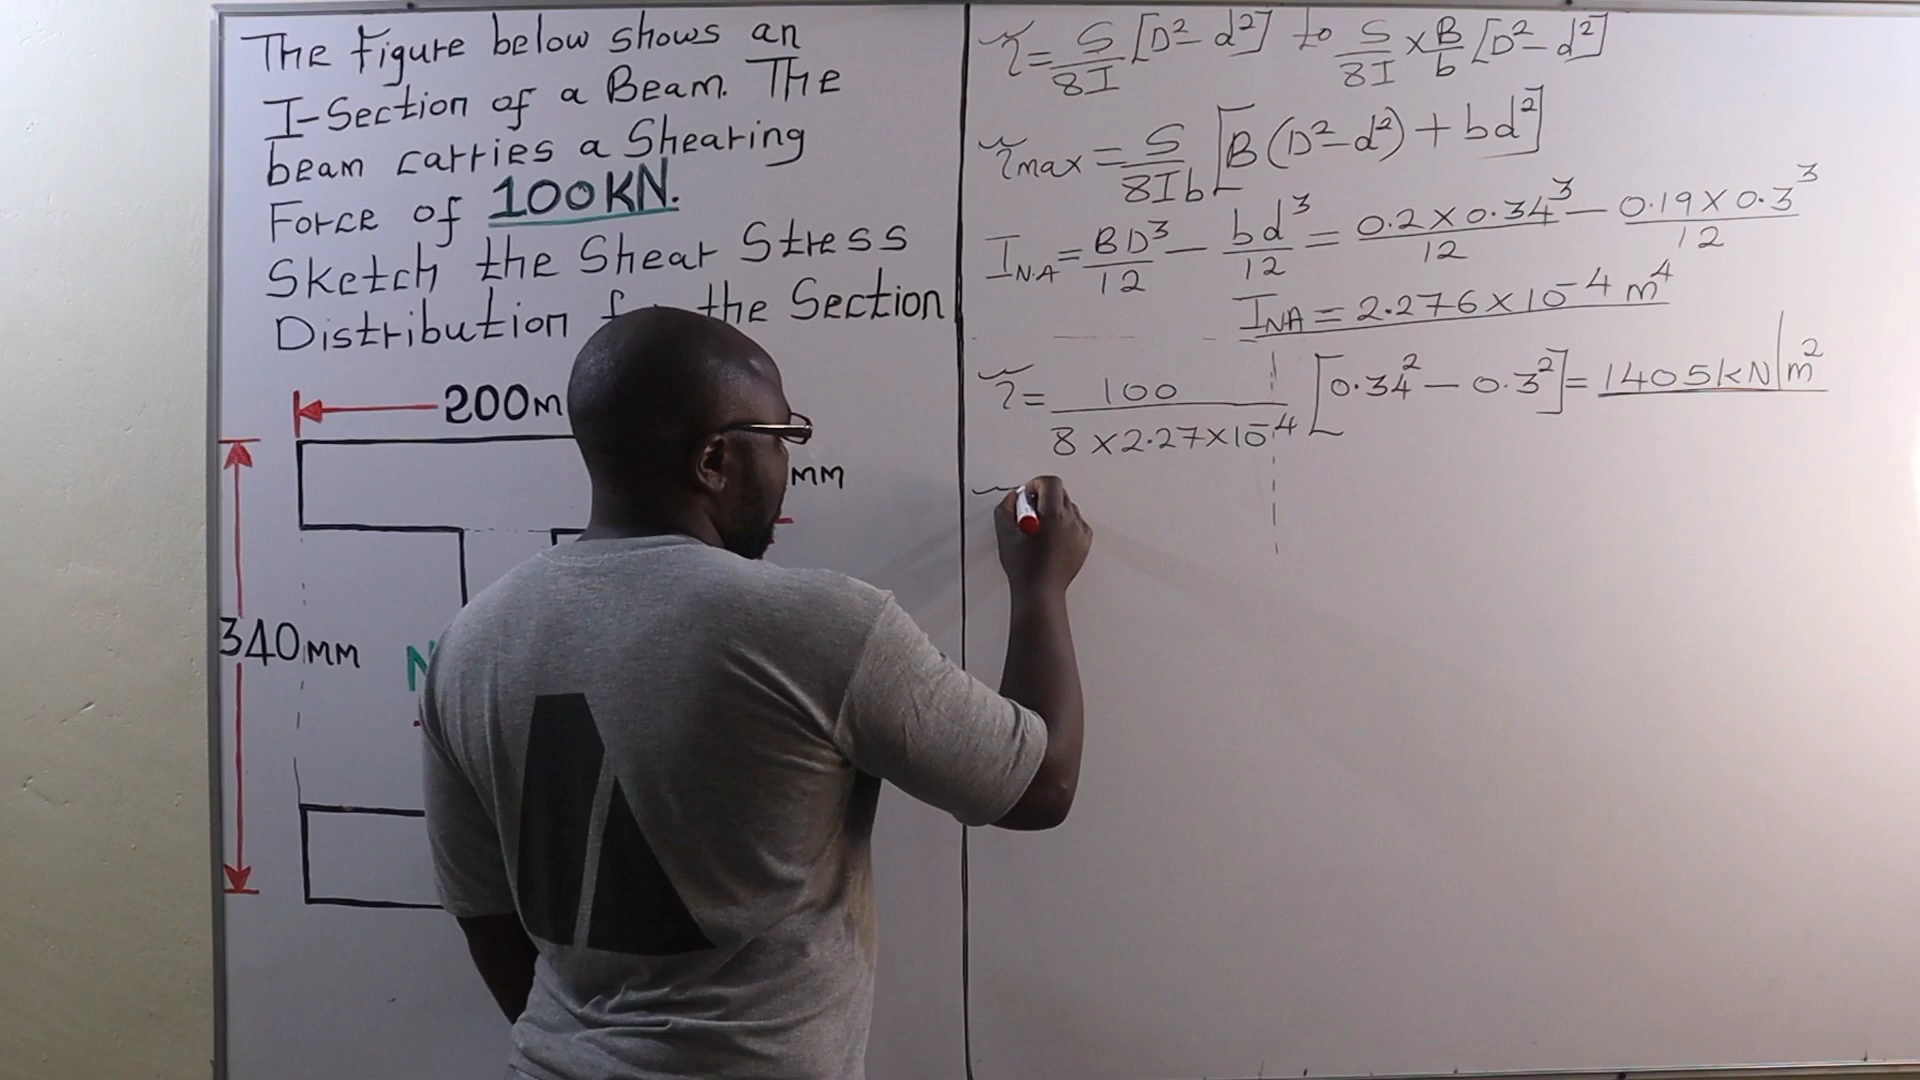 The Figure below shows an
I-Section of a Beam. The
beam carries a Shearing
Force of 100KN.
Sketch the Shear Stress
Distribution the Section
200m
mm
340mm
N
τ = S/8I [D² - d²] to S/8I × B/b [D² - d²]
τmax = S/8Ib [B(D² - d²) + bd²]
I_N.A = BD³/12 - bd³/12 = 0.2 × 0.34³/12 - 0.19 × 0.3³/12
I_NA = 2.276 × 10⁻⁴ m⁴
τ = 100/8 × 2.27 × 10⁻⁴ [0.34² - 0.3²] = 1405kN/m²